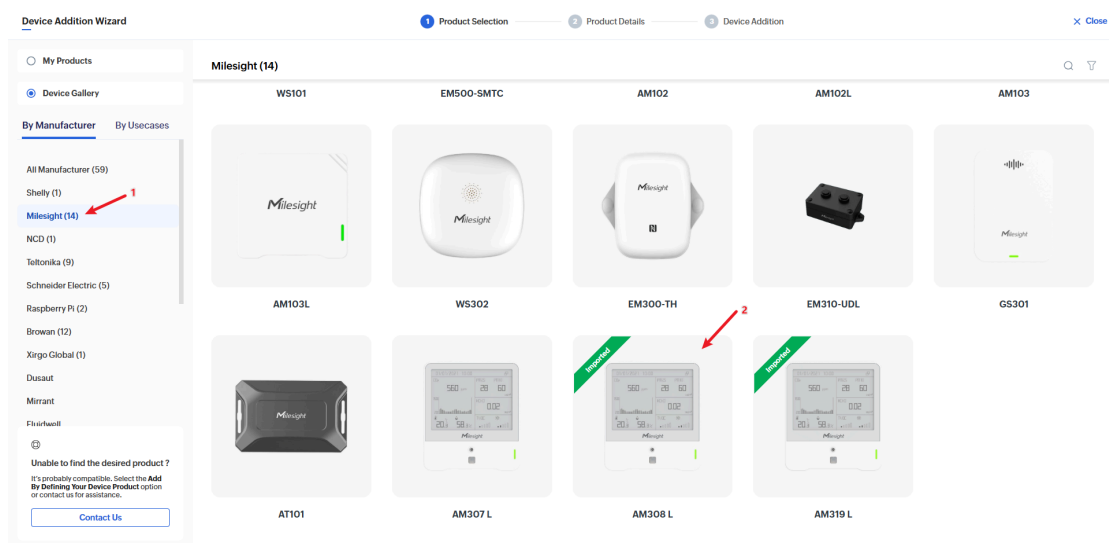 Device Addition Wizard
1 Product Selection
2 Product Details
3 Device Addition
× Close
My Products
Device Gallery
By Manufacturer By Usecases
All Manufacturer (59)
Shelly (1)
1
Milesight (14)
NCD (1)
Teltonika (9)
Schneider Electric (5)
Raspberry Pi (2)
Browan (12)
Xirgo Global (1)
Dusaut
Mirrant
Fluidwell
Unable to find the desired product ?
It's probably compatible. Select the Add
By Defining Your Device Product option
or contact us for assistance.
Contact Us
Milesight (14)
WS101 EM500-SMTC AM102 AM102L AM103
Milesight
Milesight
Milesight
Milesight
AM103L WS302 EM300-TH EM310-UDL GS301
2
Imported
Imported
Milesight
Milesight
Milesight
Milesight
AT101 AM307 L AM308 L AM319 L